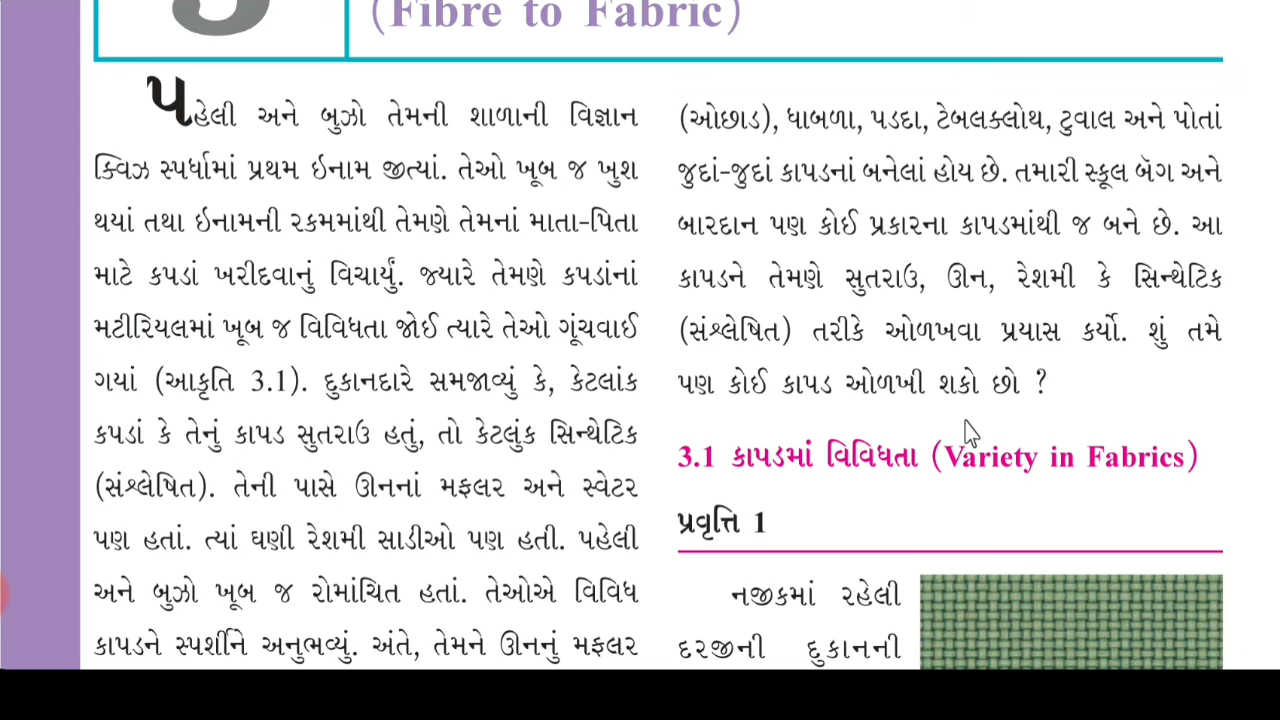 (Fibre to Fabric)
પહેલી અને બુઝો તેમની શાળાની વિજ્ઞાન
ક્વિઝ સ્પર્ધામાં પ્રથમ ઇનામ જીત્યાં. તેઓ ખૂબ જ ખુશ
થયાં તથા ઇનામની રકમમાંથી તેમણે તેમનાં માતા-પિતા
માટે કપડાં ખરીદવાનું વિચાર્યું. જ્યારે તેમણે કપડાંનાં
મટીરિયલમાં ખૂબ જ વિવિધતા જોઈ ત્યારે તેઓ ગૂંચવાઈ
ગયાં (આકૃતિ 3.1). દુકાનદારે સમજાવ્યું કે, કેટલાંક
કપડાં કે તેનું કાપડ સુતરાઉ હતું, તો કેટલુંક સિન્થેટિક
(સંશ્લેષિત). તેની પાસે ઊનનાં મફલર અને સ્વેટર
પણ હતાં. ત્યાં ઘણી રેશમી સાડીઓ પણ હતી. પહેલી
અને બુઝો ખૂબ જ રોમાંચિત હતાં. તેઓએ વિવિધ
કાપડને સ્પર્શીને અનુભવ્યું. અંતે, તેમને ઊનનું મફલર
(ઓછાડ), ધાબળા, પડદા, ટેબલક્લોથ, ટુવાલ અને પોતાં
જુદાં-જુદાં કાપડનાં બનેલાં હોય છે. તમારી સ્કૂલ બૅગ અને
બારદાન પણ કોઈ પ્રકારના કાપડમાંથી જ બને છે. આ
કાપડને તેમણે સુતરાઉ, ઊન, રેશમી કે સિન્થેટિક
(સંશ્લેષિત) તરીકે ઓળખવા પ્રયાસ કર્યો. શું તમે
પણ કોઈ કાપડ ઓળખી શકો છો ?
3.1 કાપડમાં વિવિધતા (Variety in Fabrics)
પ્રવૃત્તિ 1
નજીકમાં રહેલી
દરજીની દુકાનની